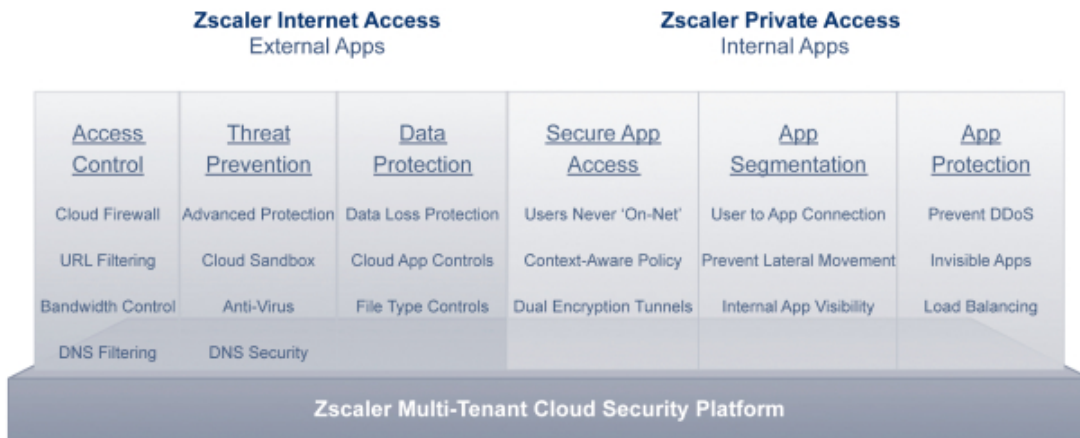 Zscaler Internet Access
External Apps
Zscaler Private Access
Internal Apps
Access
Control
Cloud Firewall
URL Filtering
Bandwidth Control
DNS Filtering
Threat
Prevention
Advanced Protection
Cloud Sandbox
Anti-Virus
DNS Security
Data
Protection
Data Loss Protection
Cloud App Controls
File Type Controls
Secure App
Access
Users Never ‘On-Net’
Context-Aware Policy
Dual Encryption Tunnels
App
Segmentation
User to App Connection
Prevent Lateral Movement
Internal App Visibility
App
Protection
Prevent DDoS
Invisible Apps
Load Balancing
Zscaler Multi-Tenant Cloud Security Platform